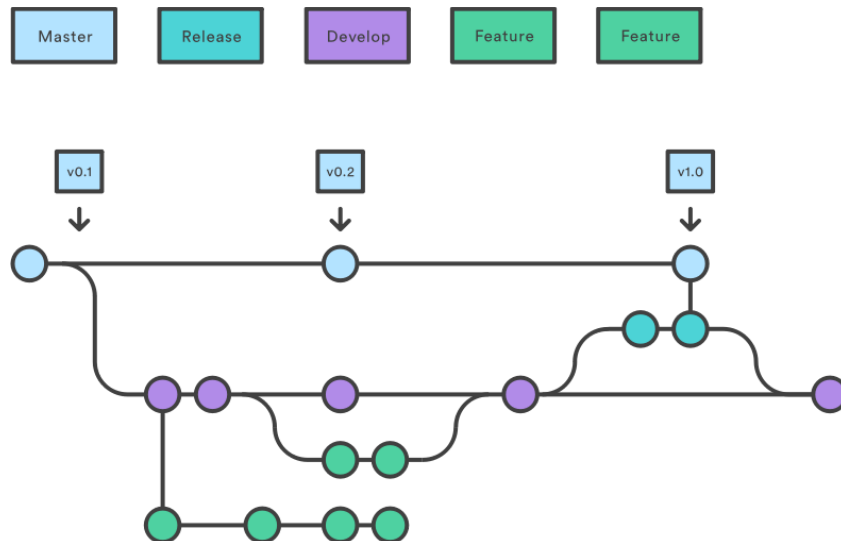 Master
Release
Develop
Feature
Feature
v0.1
v0.2
v1.0